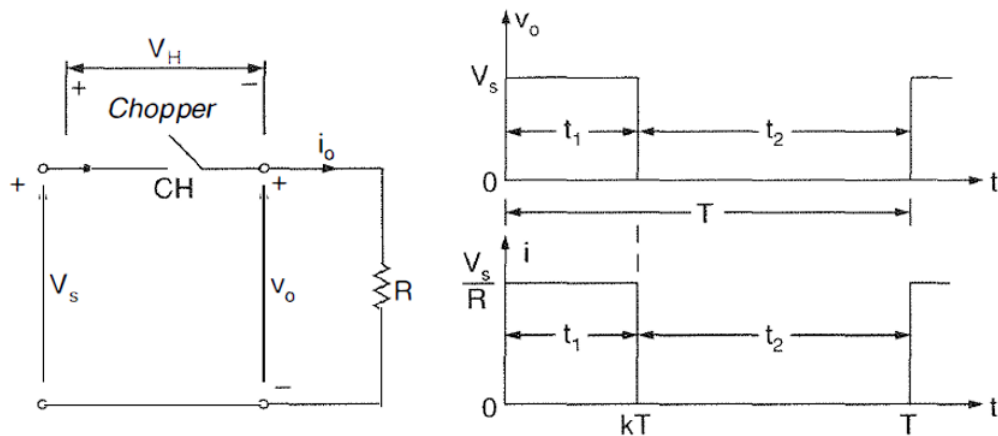 V_H
+ −
Chopper
i_o
+ CH +
V_s v_o R
−
v_o
V_s
t_1 t_2
0 t
T
i
V_s
R
t_1 t_2
0
kT T t